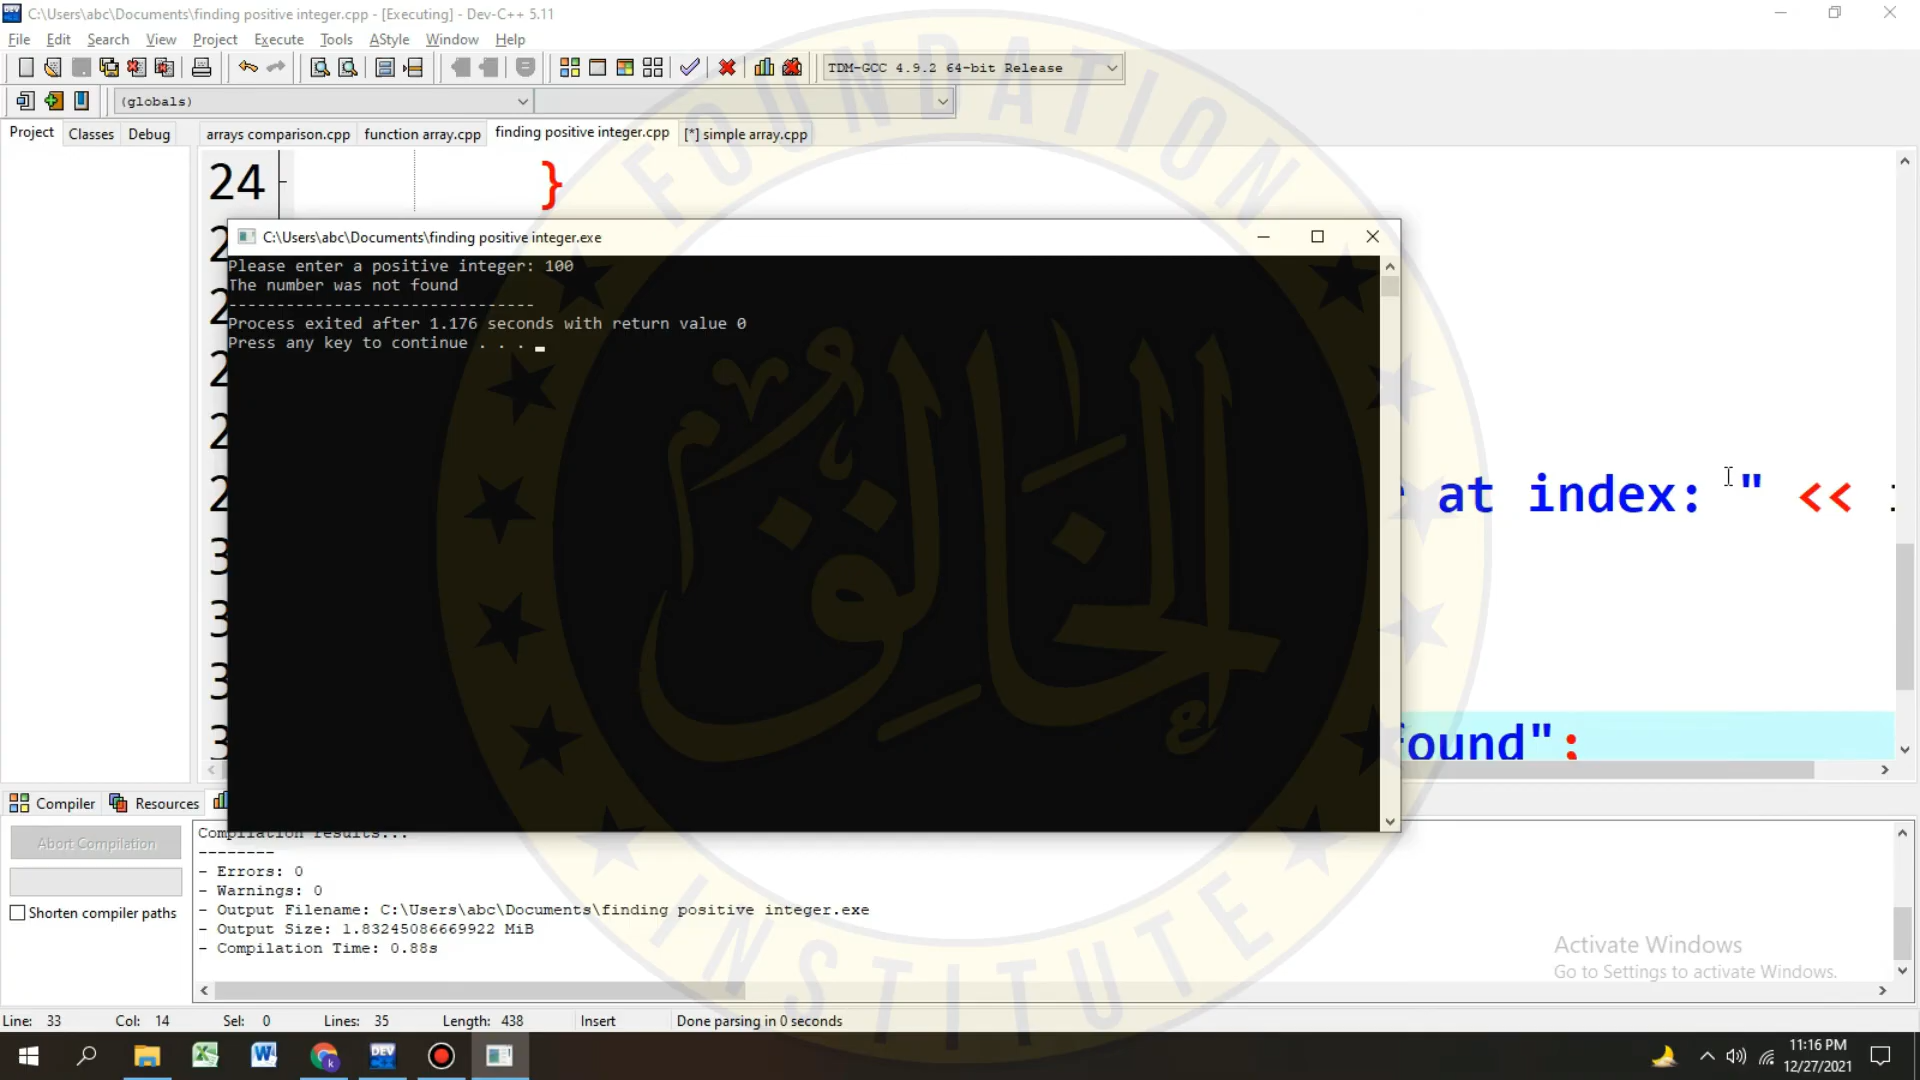 C:\Users\abc\Documents\finding positive integer.cpp - [Executing] - Dev-C++ 5.11
File Edit Search View Project Execute Tools AStyle Window Help
TDM-GCC 4.9.2 64-bit Release
(globals)
Project Classes Debug
arrays comparison.cpp function array.cpp finding positive integer.cpp [*] simple array.cpp
24 }
C:\Users\abc\Documents\finding positive integer.exe
Please enter a positive integer: 100
The number was not found
--------------------------------
Process exited after 1.176 seconds with return value 0
Press any key to continue . . .
at index: " <<
found";
FOUNDATION
الخالق
INSTITUTE
Compiler Resources
Abort Compilation
Shorten compiler paths
Compilation results...
--------
- Errors: 0
- Warnings: 0
- Output Filename: C:\Users\abc\Documents\finding positive integer.exe
- Output Size: 1.83245086669922 MiB
- Compilation Time: 0.88s
Activate Windows
Go to Settings to activate Windows.
Line: 33 Col: 14 Sel: 0 Lines: 35 Length: 438 Insert Done parsing in 0 seconds
DEV
11:16 PM
12/27/2021